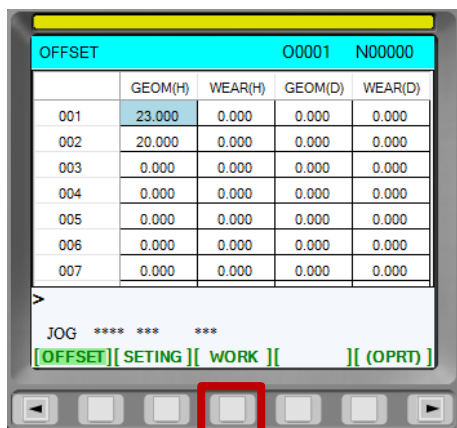 OFFSET O0001 N00000
GEOM(H) WEAR(H) GEOM(D) WEAR(D)
001 23.000 0.000 0.000 0.000
002 20.000 0.000 0.000 0.000
003 0.000 0.000 0.000 0.000
004 0.000 0.000 0.000 0.000
005 0.000 0.000 0.000 0.000
006 0.000 0.000 0.000 0.000
007 0.000 0.000 0.000 0.000
>
JOG **** *** ***
[OFFSET][ SETING ][ WORK ][ ][ (OPRT) ]